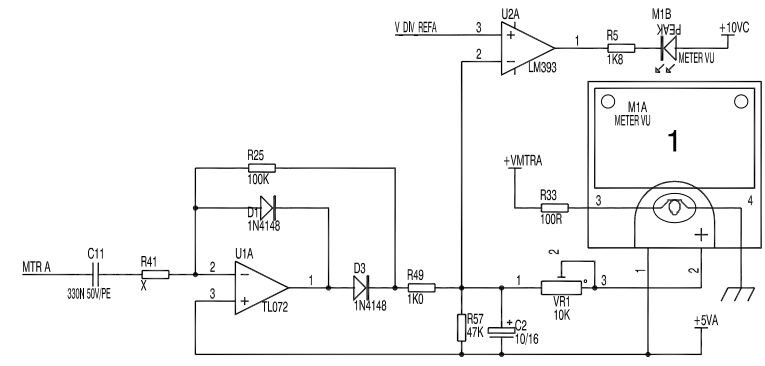 U2A
M1B
V_DIV_REFA
3
+
PEAK
+10VC
1
R5
2
−
1K8
LM393
METER VU
M1A
METER VU
1
R25
100K
+VMTRA
R33
3
4
100R
D1
1N4148
+
C11
R41
U1A
D3
R49
2
MTR A
2
−
1
1
3
1
2
330N 50V/PE
X
3
+
TL072
1N4148
1K0
VR1
10K
R57
47K
+
C2
10/16
+5VA